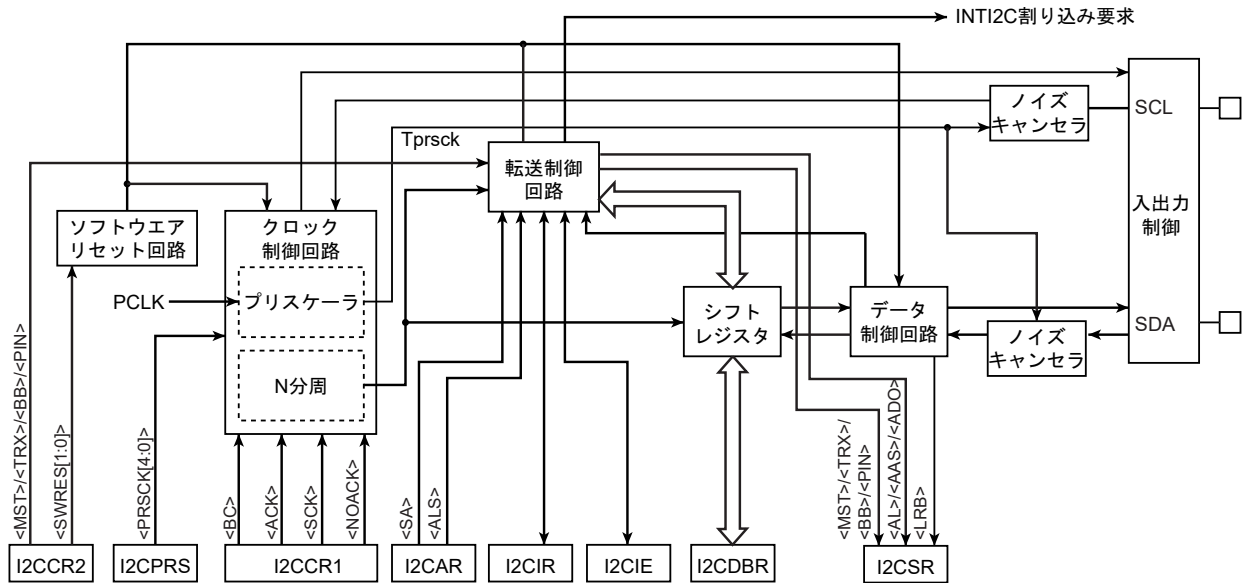 INTI2C割り込み要求
ノイズ
キャンセラ
SCL
Tprsck
転送制御
回路
入出力
制御
ソフトウエア
リセット回路
クロック
制御回路
PCLK
プリスケーラ
N分周
シフト
レジスタ
データ
制御回路
ノイズ
キャンセラ
SDA
<MST>/<TRX>/<BB>/<PIN>
<SWRES[1:0]>
<PRSCK[4:0]>
<BC>
<ACK>
<SCK>
<NOACK>
<SA>
<ALS>
<MST>/<TRX>/
<BB>/<PIN>
<AL>/<AAS>/<ADO>
<LRB>
I2CCR2
I2CPRS
I2CCR1
I2CAR
I2CIR
I2CIE
I2CDBR
I2CSR